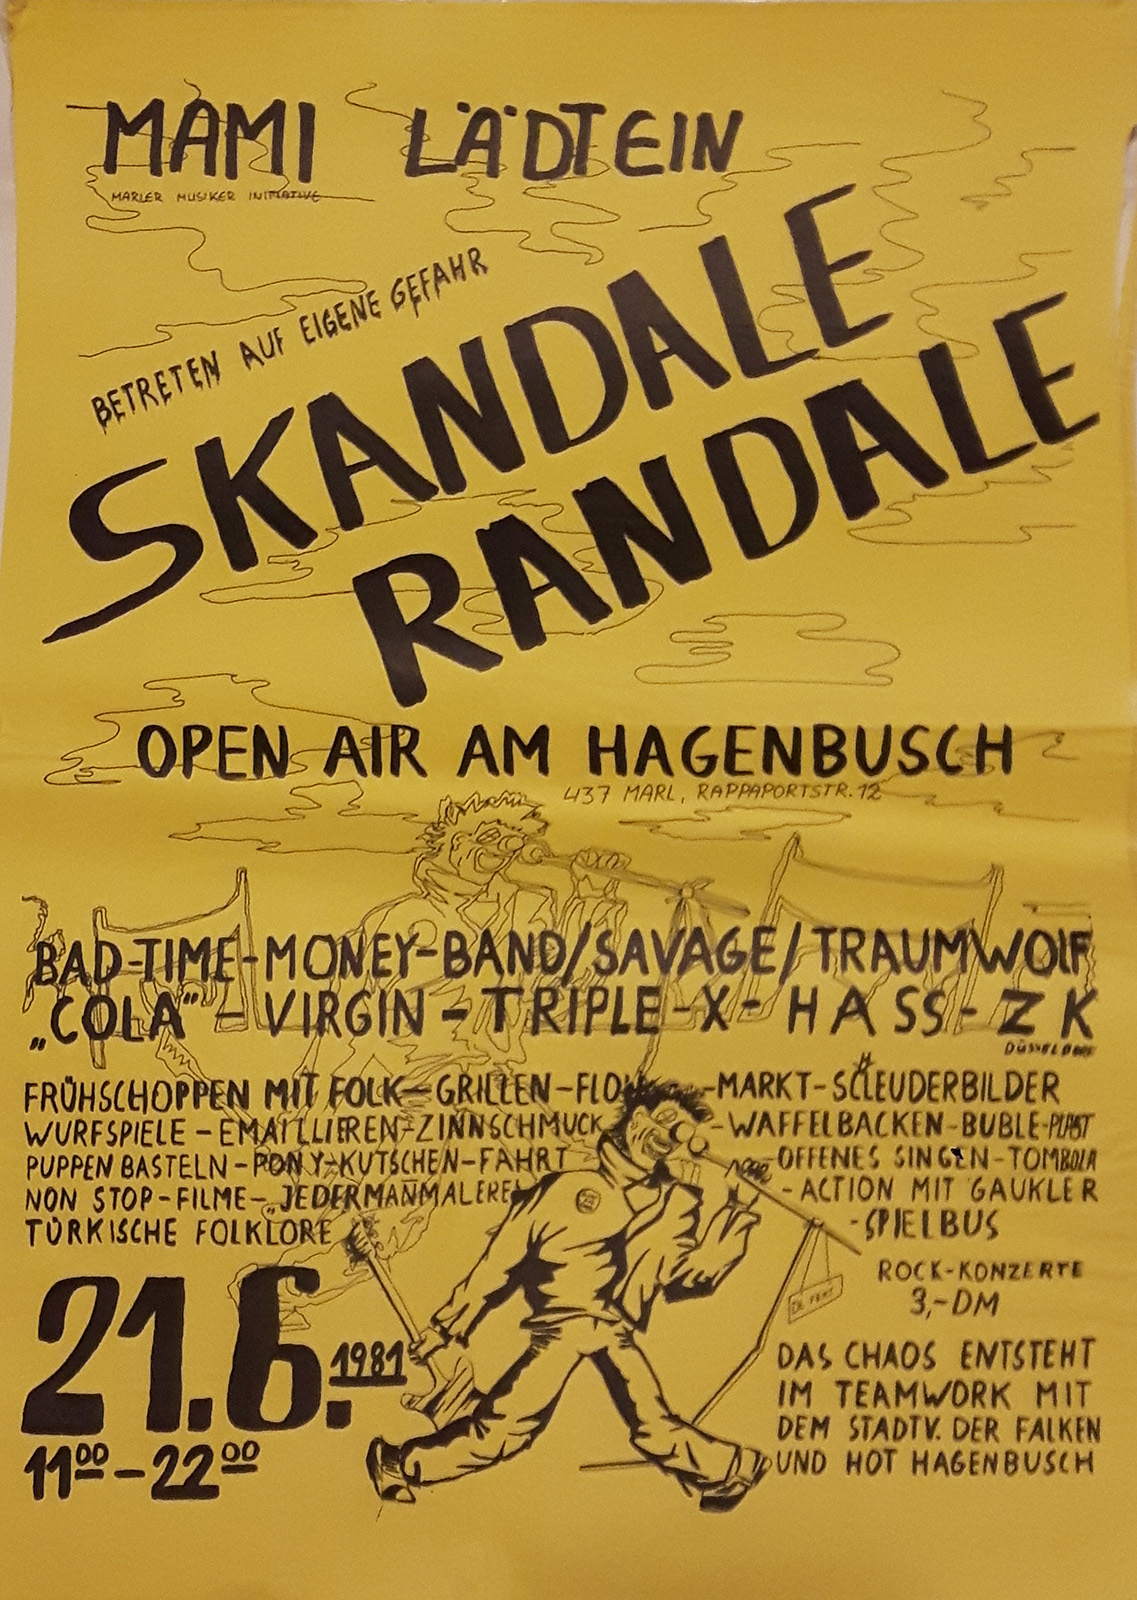 MAMI LÄDT EIN
MARLER MUSIKER INITIATIVE
BETRETEN AUF EIGENE GEFAHR
SKANDALE
RANDALE
OPEN AIR AM HAGENBUSCH
437 MARL, RAPPAPORTSTR. 12
BAD-TIME-MONEY-BAND/SAVAGE/TRAUMWOLF
„COLA“ - VIRGIN - TRIPLE-X- HASS- ZK
DÜSSELDORF
FRÜHSCHOPPEN MIT FOLK-GRILLEN-FLOH-MARKT-SCHLEUDERBILDER
WURFSPIELE-EMAILLIEREN-ZINNSCHMUCK-WAFFELBACKEN-BUBLE-PLAST
PUPPEN BASTELN-PONY-KUTSCHEN-FAHRT-OFFENES SINGEN-TOMBOLA
NON STOP-FILME-„JEDERMANNMALEREI-ACTION MIT GAUKLER
TÜRKISCHE FOLKLORE -SPIELBUS
ROCK-KONZERTE
3,-DM
21.6. 1981
11⁰⁰-22⁰⁰
DAS CHAOS ENTSTEHT
IM TEAMWORK MIT
DEM STADTV. DER FALKEN
UND HOT HAGENBUSCH